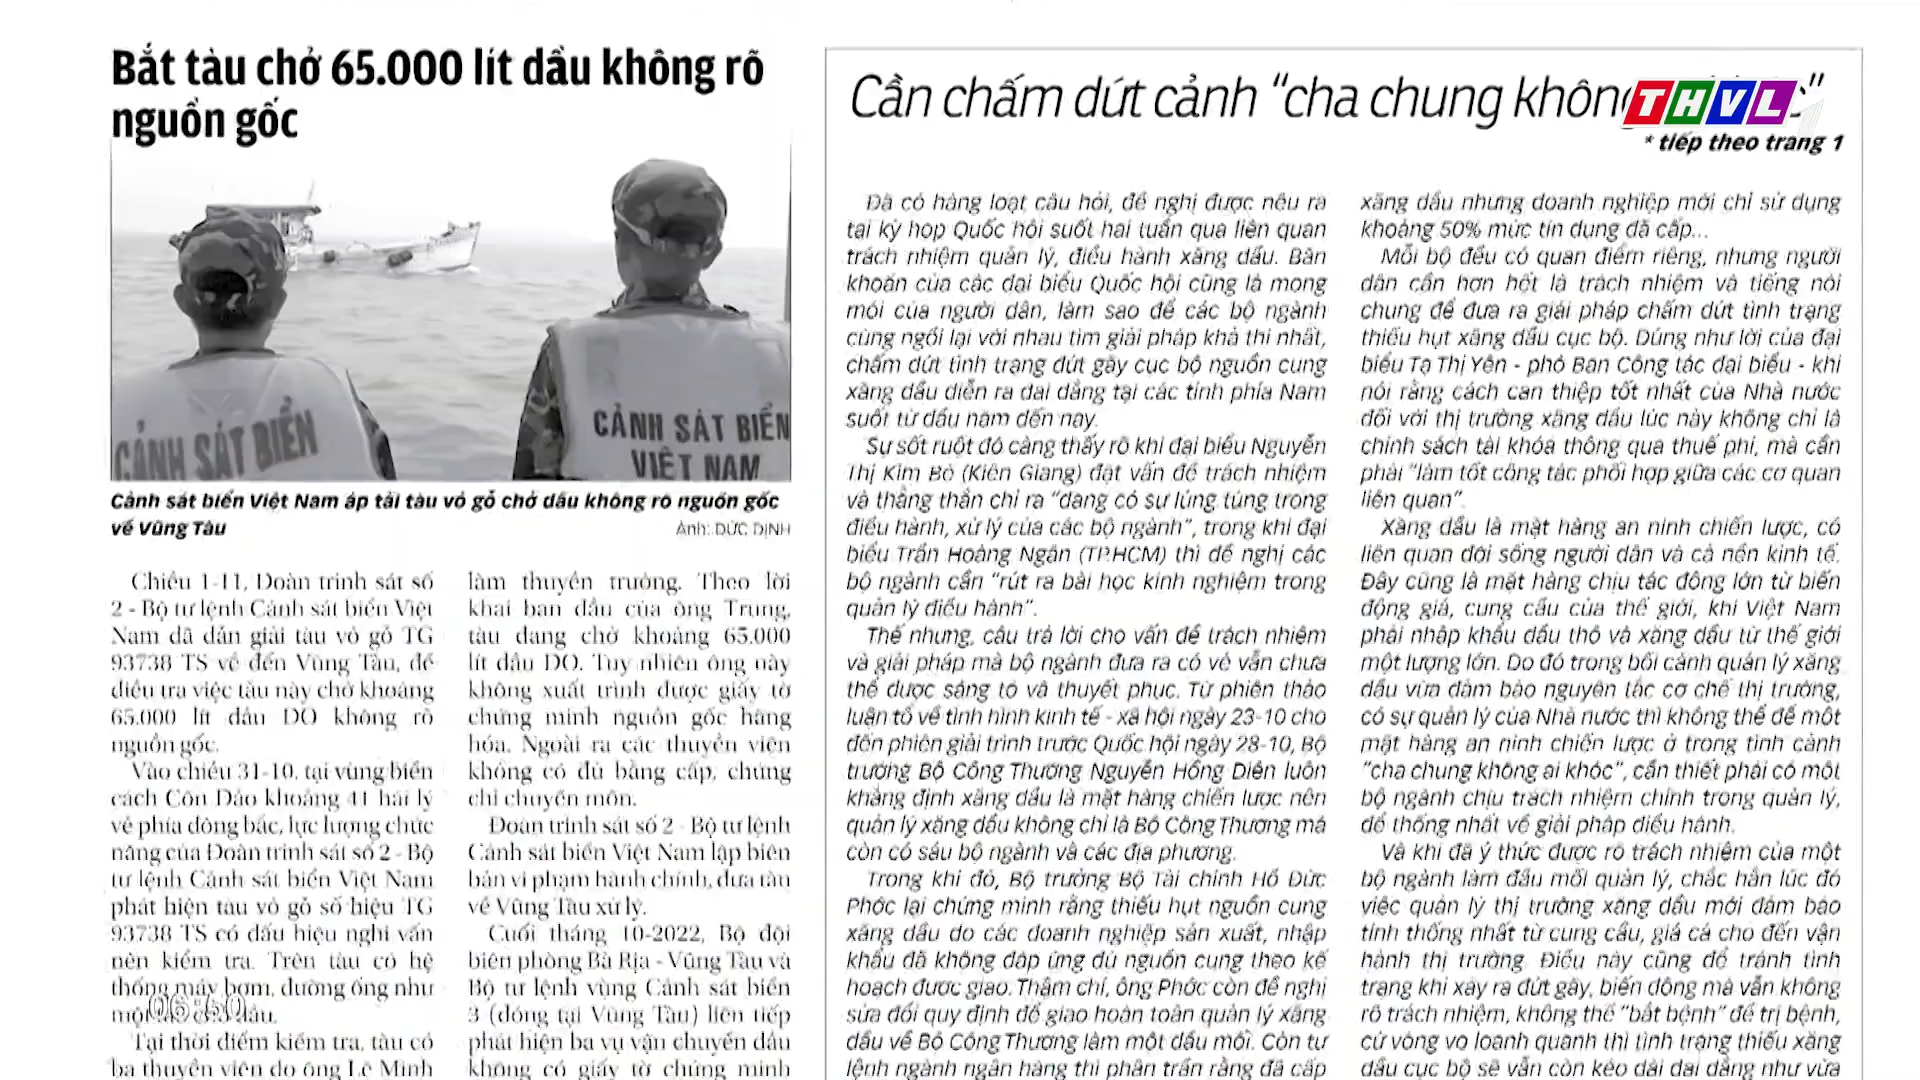 Bắt tàu chở 65.000 lít dầu không rõ
nguồn gốc
CẢNH SÁT BIỂN
CẢNH SÁT BIỂN
VIỆT NAM
Cảnh sát biển Việt Nam áp tải tàu vỏ gỗ chở dầu không rõ nguồn gốc
về Vũng Tàu
Ảnh: ĐỨC ĐỊNH
Chiều 1-11, Đoàn trinh sát số
2 - Bộ tư lệnh Cảnh sát biển Việt
Nam đã dẫn giải tàu vỏ gỗ TG
93738 TS về đến Vũng Tàu, để
điều tra việc tàu này chở khoảng
65.000 lít dầu DO không rõ
nguồn gốc.
Vào chiều 31-10, tại vùng biển
cách Côn Đảo khoảng 41 hải lý
về phía đông bắc, lực lượng chức
năng của Đoàn trinh sát số 2 - Bộ
tư lệnh Cảnh sát biển Việt Nam
phát hiện tàu vỏ gỗ số hiệu TG
93738 TS có dấu hiệu nghi vấn
nên kiểm tra. Trên tàu có hệ
thống máy bơm, đường ống như
một chở dầu.
06:50
Tại thời điểm kiểm tra, tàu có
ba thuyền viên do ông Lê Minh
làm thuyền trưởng. Theo lời
khai ban đầu của ông Trung,
tàu đang chở khoảng 65.000
lít dầu DO. Tuy nhiên ông này
không xuất trình được giấy tờ
chứng minh nguồn gốc hàng
hóa. Ngoài ra các thuyền viên
không có đủ bằng cấp, chứng
chỉ chuyên môn.
Đoàn trinh sát số 2 - Bộ tư lệnh
Cảnh sát biển Việt Nam lập biên
bản vi phạm hành chính, đưa tàu
về Vũng Tàu xử lý.
Cuối tháng 10-2022, Bộ đội
biên phòng Bà Rịa - Vũng Tàu và
Bộ tư lệnh vùng Cảnh sát biển
3 (đóng tại Vũng Tàu) liên tiếp
phát hiện ba vụ vận chuyển dầu
không có giấy tờ chứng minh
Cần chấm dứt cảnh "cha chung không
THVL1
* tiếp theo trang 1
Đã có hàng loạt câu hỏi, đề nghị được nêu ra
tại kỳ họp Quốc hội suốt hai tuần qua liên quan
trách nhiệm quản lý, điều hành xăng dầu. Băn
khoăn của các đại biểu Quốc hội cũng là mong
mỏi của người dân, làm sao để các bộ ngành
cùng ngồi lại với nhau tìm giải pháp khả thi nhất,
chấm dứt tình trạng đứt gãy cục bộ nguồn cung
xăng dầu diễn ra dai dẳng tại các tỉnh phía Nam
suốt từ đầu năm đến nay.
Sự sốt ruột đó càng thấy rõ khi đại biểu Nguyễn
Thị Kim Bé (Kiên Giang) đặt vấn đề trách nhiệm
và thẳng thắn chỉ ra "đang có sự lúng túng trong
điều hành, xử lý của các bộ ngành", trong khi đại
biểu Trần Hoàng Ngân (TP.HCM) thì đề nghị các
bộ ngành cần "rút ra bài học kinh nghiệm trong
quản lý điều hành".
Thế nhưng, câu trả lời cho vấn đề trách nhiệm
và giải pháp mà bộ ngành đưa ra có vẻ vẫn chưa
thể được sáng tỏ và thuyết phục. Từ phiên thảo
luận tổ về tình hình kinh tế - xã hội ngày 23-10 cho
đến phiên giải trình trước Quốc hội ngày 28-10, Bộ
trưởng Bộ Công Thương Nguyễn Hồng Diên luôn
khẳng định xăng dầu là mặt hàng chiến lược nên
quản lý xăng dầu không chỉ là Bộ Công Thương mà
còn có sáu bộ ngành và các địa phương.
Trong khi đó, Bộ trưởng Bộ Tài chính Hồ Đức
Phớc lại chứng minh rằng thiếu hụt nguồn cung
xăng dầu do các doanh nghiệp sản xuất, nhập
khẩu đã không đáp ứng đủ nguồn cung theo kế
hoạch được giao. Thậm chí, ông Phớc còn đề nghị
sửa đổi quy định để giao hoàn toàn quản lý xăng
dầu về Bộ Công Thương làm một đầu mối. Còn tư
lệnh ngành ngân hàng thì phân trần rằng đã cấp
xăng dầu nhưng doanh nghiệp mới chỉ sử dụng
khoảng 50% mức tín dụng đã cấp...
Mỗi bộ đều có quan điểm riêng, nhưng người
dân cần hơn hết là trách nhiệm và tiếng nói
chung để đưa ra giải pháp chấm dứt tình trạng
thiếu hụt xăng dầu cục bộ. Đúng như lời của đại
biểu Tạ Thị Yên - phó Ban Công tác đại biểu - khi
nói rằng cách can thiệp tốt nhất của Nhà nước
đối với thị trường xăng dầu lúc này không chỉ là
chính sách tài khóa thông qua thuế phí, mà cần
phải "làm tốt công tác phối hợp giữa các cơ quan
liên quan".
Xăng dầu là mặt hàng an ninh chiến lược, có
liên quan đời sống người dân và cả nền kinh tế.
Đây cũng là mặt hàng chịu tác động lớn từ biến
động giá, cung cầu của thế giới, khi Việt Nam
phải nhập khẩu dầu thô và xăng dầu từ thế giới
một lượng lớn. Do đó trong bối cảnh quản lý xăng
dầu vừa đảm bảo nguyên tắc cơ chế thị trường,
có sự quản lý của Nhà nước thì không thể để một
mặt hàng an ninh chiến lược ở trong tình cảnh
"cha chung không ai khóc", cần thiết phải có một
bộ ngành chịu trách nhiệm chính trong quản lý,
để thống nhất về giải pháp điều hành.
Và khi đã ý thức được rõ trách nhiệm của một
bộ ngành làm đầu mối quản lý, chắc hẳn lúc đó
việc quản lý thị trường xăng dầu mới đảm bảo
tính thống nhất từ cung cầu, giá cả cho đến vận
hành thị trường. Điều này cũng để tránh tình
trạng khi xảy ra đứt gãy, biến động mà vẫn không
rõ trách nhiệm, không thể "bắt bệnh" để trị bệnh,
cứ vòng vo loanh quanh thì tình trạng thiếu xăng
dầu cục bộ sẽ vẫn còn kéo dài dai dẳng như vừa